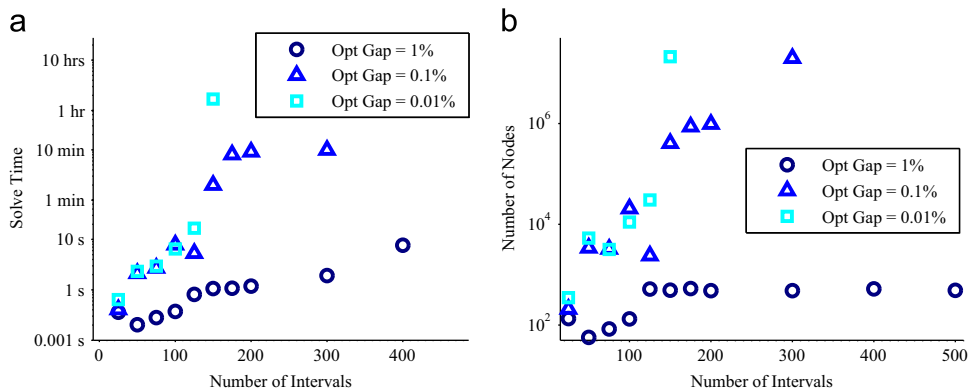 a
Solve Time
10 hrs
1 hr
10 min
1 min
10 s
1 s
0.001 s
0
100
200
300
400
Number of Intervals
Opt Gap = 1%
Opt Gap = 0.1%
Opt Gap = 0.01%
b
Number of Nodes
10^6
10^4
10^2
100
200
300
400
500
Number of Intervals
Opt Gap = 1%
Opt Gap = 0.1%
Opt Gap = 0.01%